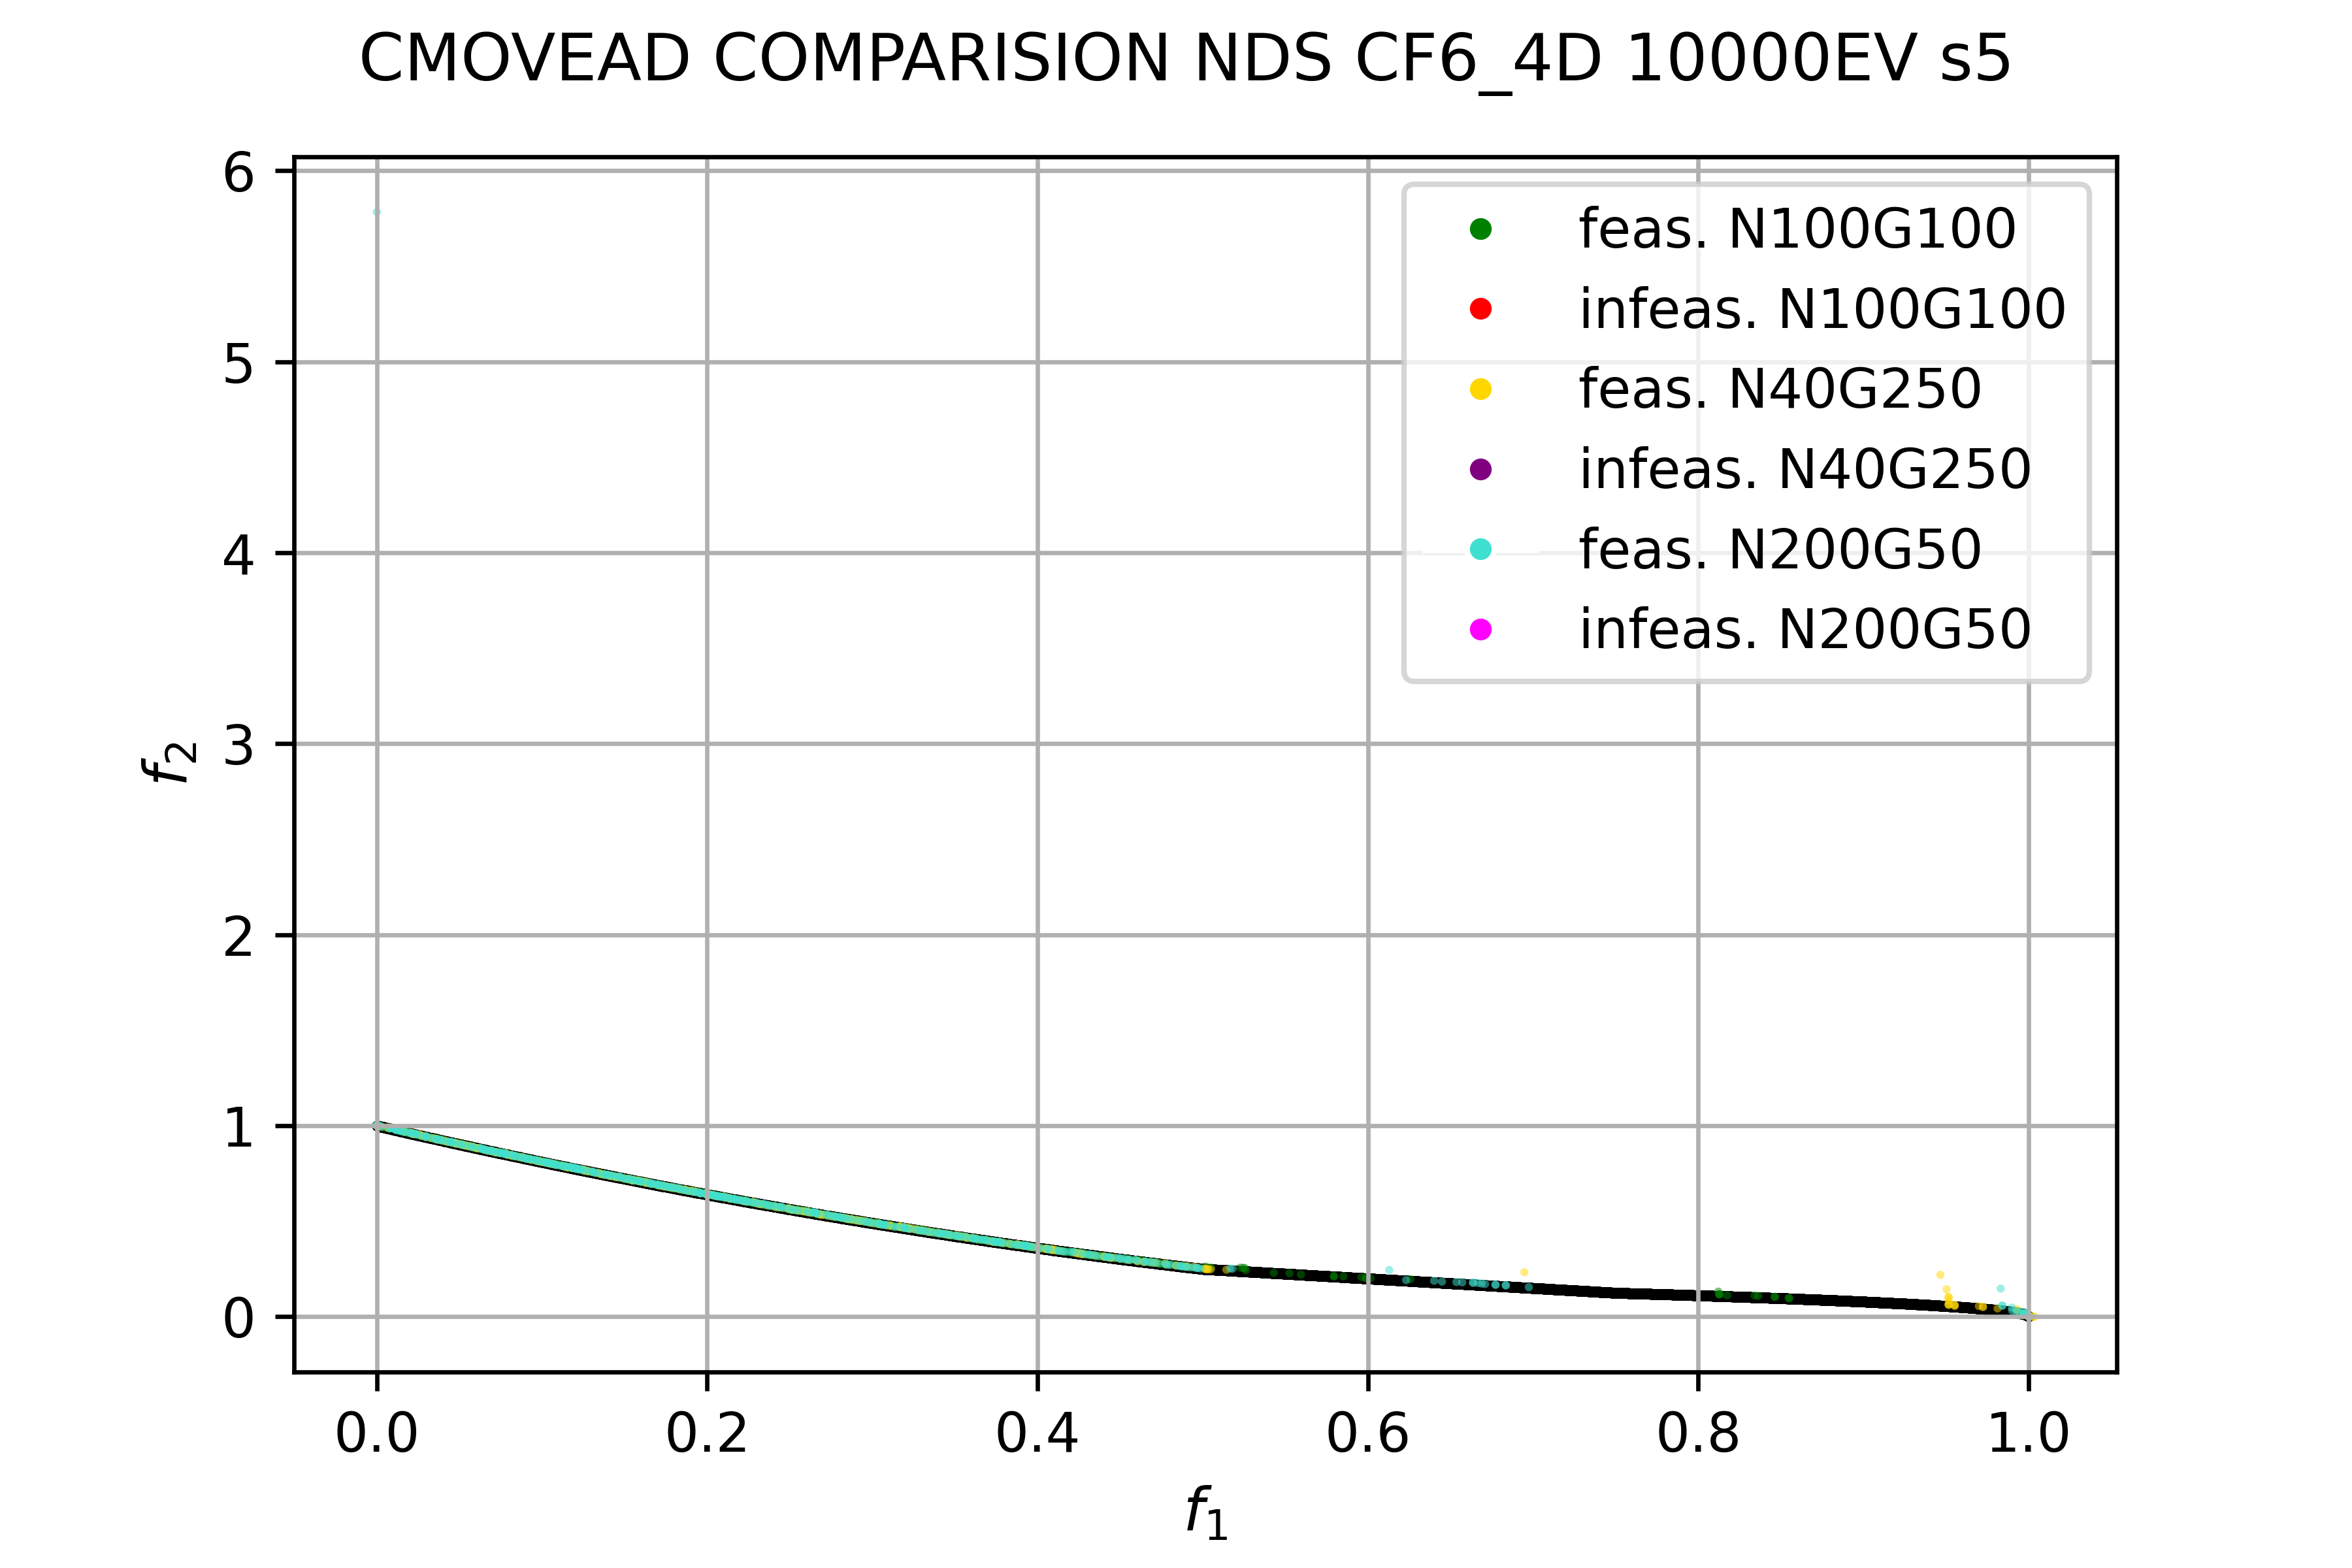 CMOVEAD COMPARISION NDS CF6_4D 10000EV s5
6
5
4
3
2
1
0
f2
feas. N100G100
infeas. N100G100
feas. N40G250
infeas. N40G250
feas. N200G50
infeas. N200G50
0.0 0.2 0.4 0.6 0.8 1.0
f1